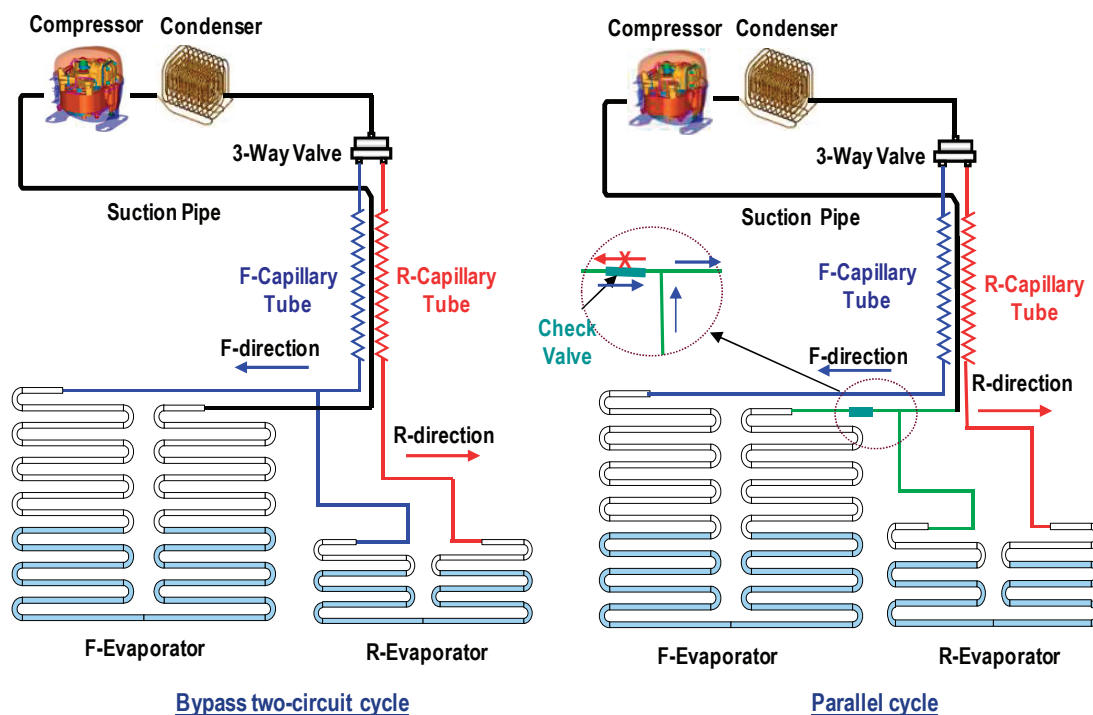 Compressor
Condenser
3-Way Valve
Suction Pipe
F-Capillary
Tube
R-Capillary
Tube
F-direction
R-direction
F-Evaporator
R-Evaporator
Bypass two-circuit cycle
Compressor
Condenser
3-Way Valve
Suction Pipe
X
F-Capillary
Tube
R-Capillary
Tube
Check
Valve
F-direction
R-direction
F-Evaporator
R-Evaporator
Parallel cycle